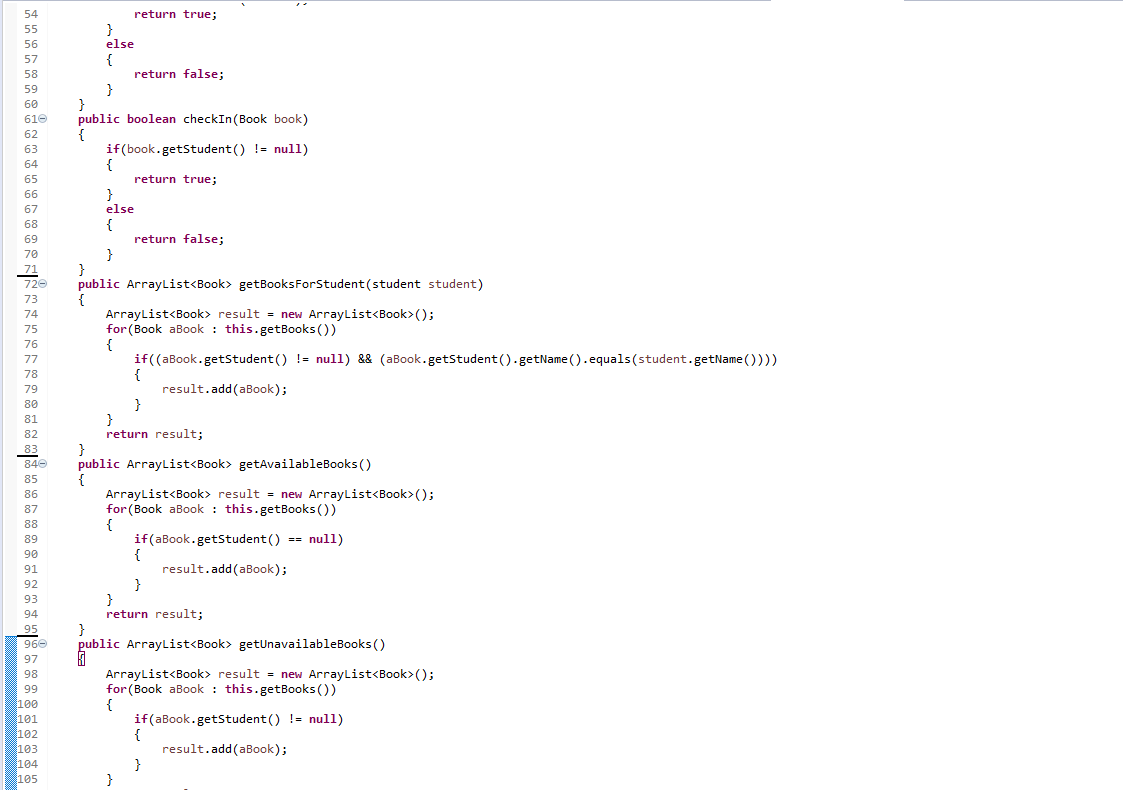 54 return true;
55 }
56 else
57 {
58 return false;
59 }
60 }
61 public boolean checkIn(Book book)
62 {
63 if(book.getStudent() != null)
64 {
65 return true;
66 }
67 else
68 {
69 return false;
70 }
71 }
72 public ArrayList<Book> getBooksForStudent(student student)
73 {
74 ArrayList<Book> result = new ArrayList<Book>();
75 for(Book aBook : this.getBooks())
76 {
77 if((aBook.getStudent() != null) && (aBook.getStudent().getName().equals(student.getName())))
78 {
79 result.add(aBook);
80 }
81 }
82 return result;
83 }
84 public ArrayList<Book> getAvailableBooks()
85 {
86 ArrayList<Book> result = new ArrayList<Book>();
87 for(Book aBook : this.getBooks())
88 {
89 if(aBook.getStudent() == null)
90 {
91 result.add(aBook);
92 }
93 }
94 return result;
95 }
96 public ArrayList<Book> getUnavailableBooks()
97 {
98 ArrayList<Book> result = new ArrayList<Book>();
99 for(Book aBook : this.getBooks())
100 {
101 if(aBook.getStudent() != null)
102 {
103 result.add(aBook);
104 }
105 }